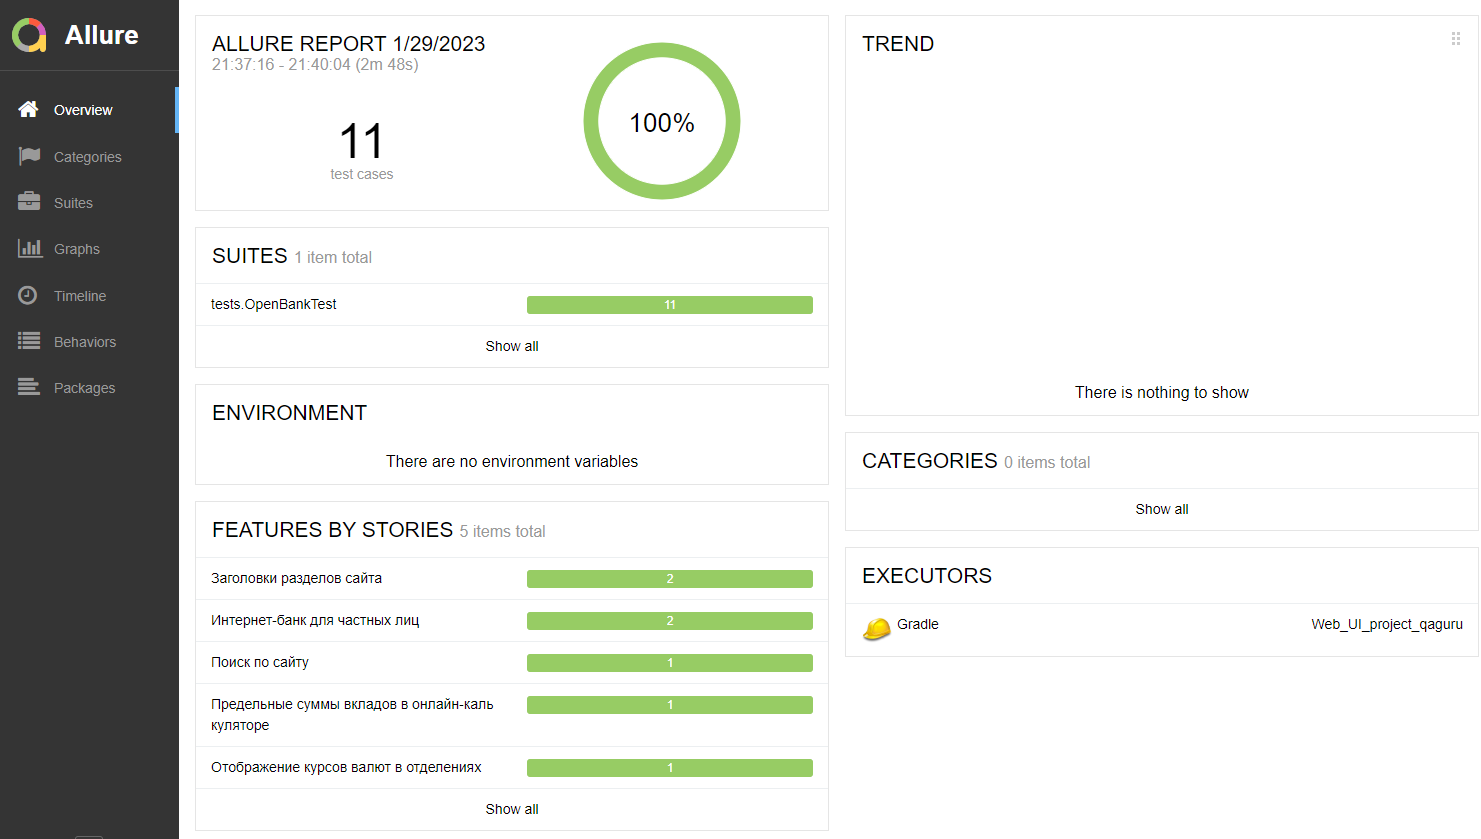 Allure
Overview
Categories
Suites
Graphs
Timeline
Behaviors
Packages
ALLURE REPORT 1/29/2023
21:37:16 - 21:40:04 (2m 48s)
11
test cases
100%
SUITES 1 item total
tests.OpenBankTest 11
Show all
ENVIRONMENT
There are no environment variables
FEATURES BY STORIES 5 items total
Заголовки разделов сайта 2
Интернет-банк для частных лиц 2
Поиск по сайту 1
Предельные суммы вкладов в онлайн-каль 1
куляторе
Отображение курсов валют в отделениях 1
Show all
TREND
There is nothing to show
CATEGORIES 0 items total
Show all
EXECUTORS
Gradle Web_UI_project_qaguru